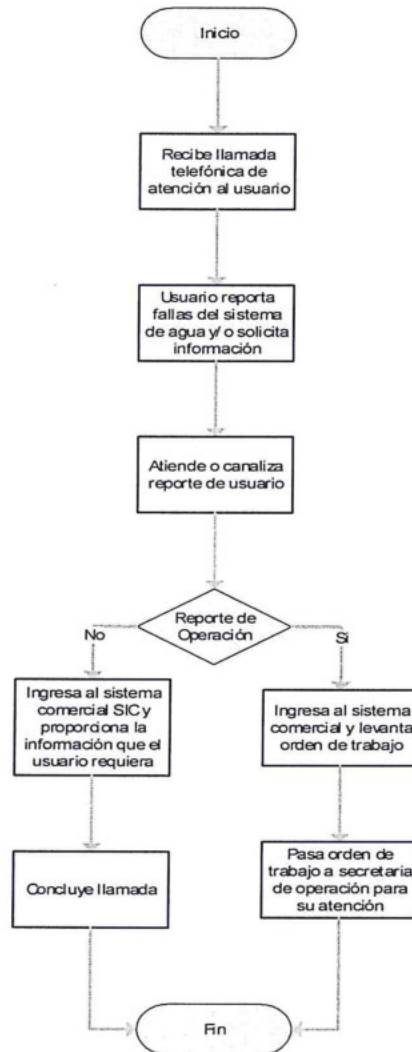 Inicio
Recibe llamada
telefónica de
atención al usuario
Usuario reporta
fallas del sistema
de agua y/ o solicita
información
Atiende o canaliza
reporte de usuario
Reporte de
Operación
No
Si
Ingresa al sistema
comercial SIC y
proporciona la
información que el
usuario requiera
Ingresa al sistema
comercial y levanta
orden de trabajo
Concluye llamada
Pasa orden de
trabajo a secretaria
de operación para
su atención
Fin